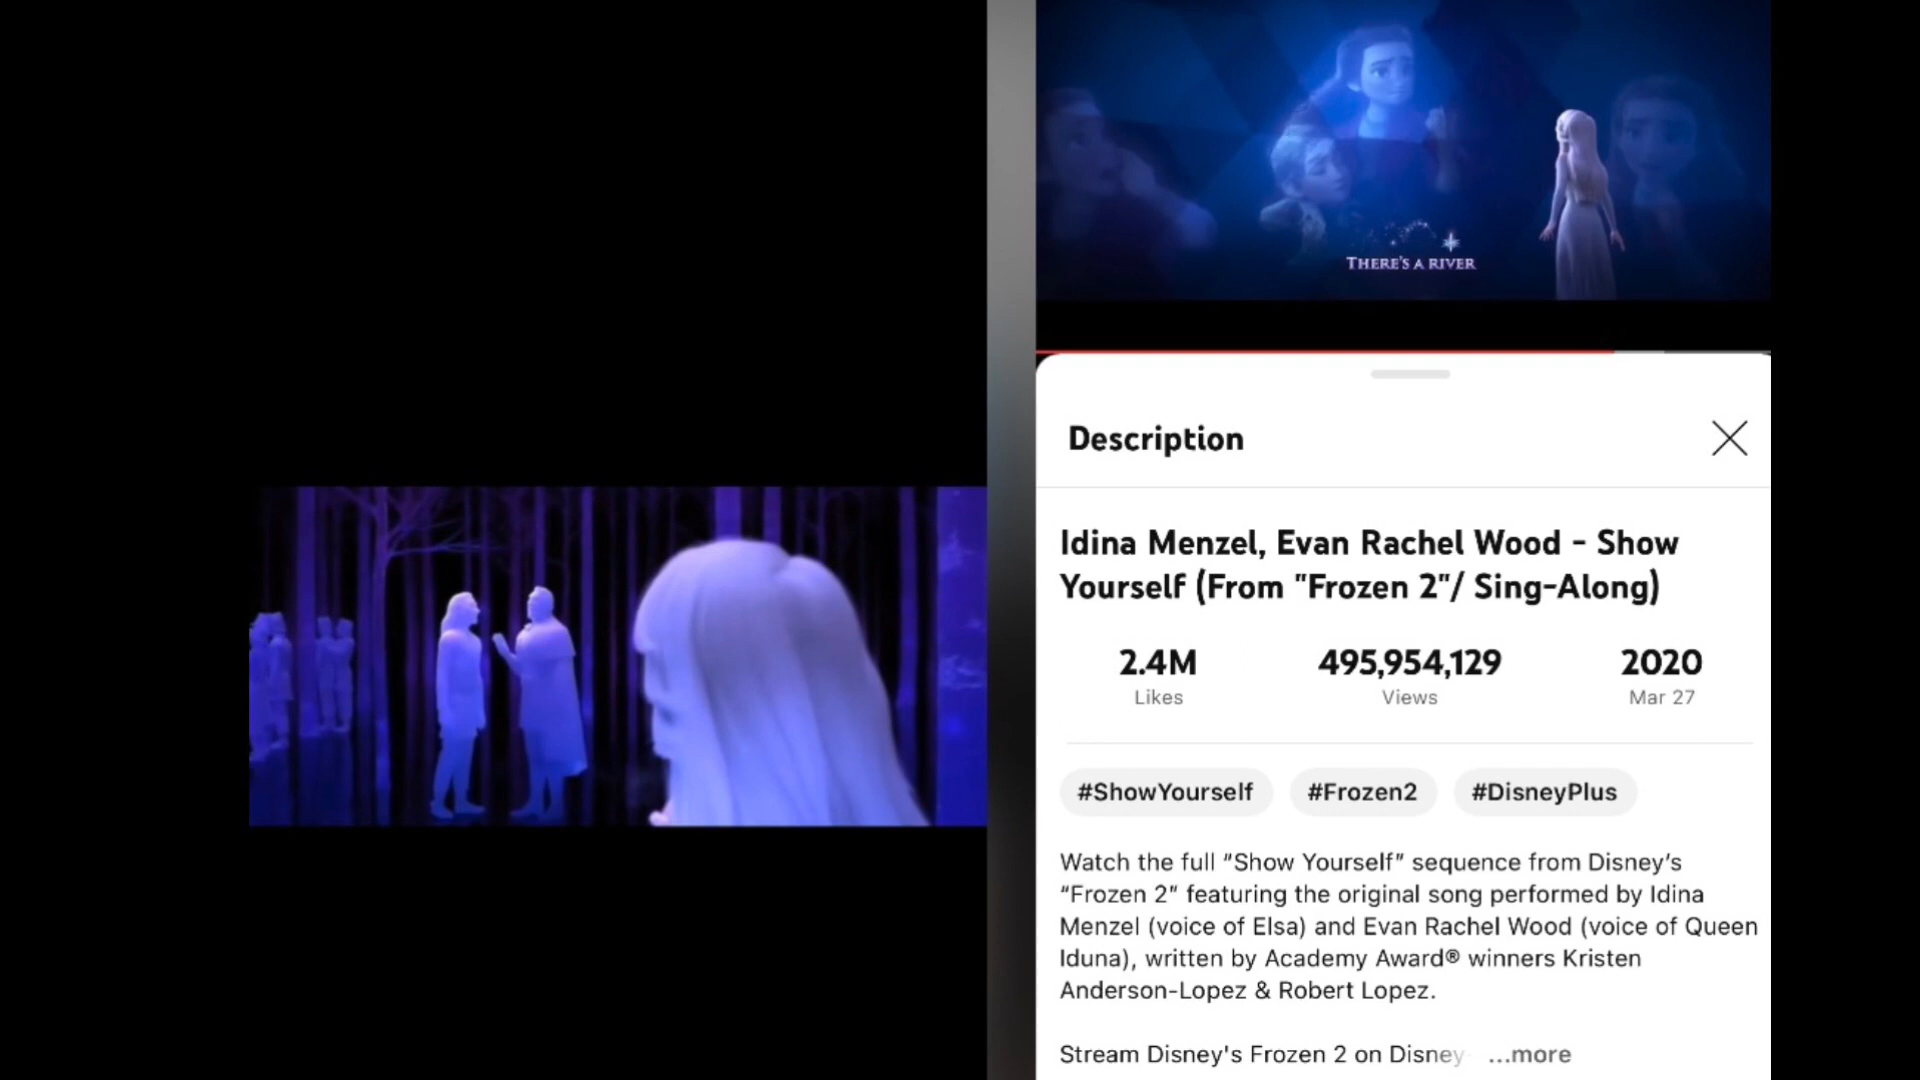 THERE'S A RIVER
Description
Idina Menzel, Evan Rachel Wood - Show
Yourself (From "Frozen 2"/ Sing-Along)
2.4M 495,954,129 2020
Likes Views Mar 27
#ShowYourself #Frozen2 #DisneyPlus
Watch the full “Show Yourself” sequence from Disney’s
“Frozen 2” featuring the original song performed by Idina
Menzel (voice of Elsa) and Evan Rachel Wood (voice of Queen
Iduna), written by Academy Award® winners Kristen
Anderson-Lopez & Robert Lopez.
Stream Disney's Frozen 2 on Disney ...more